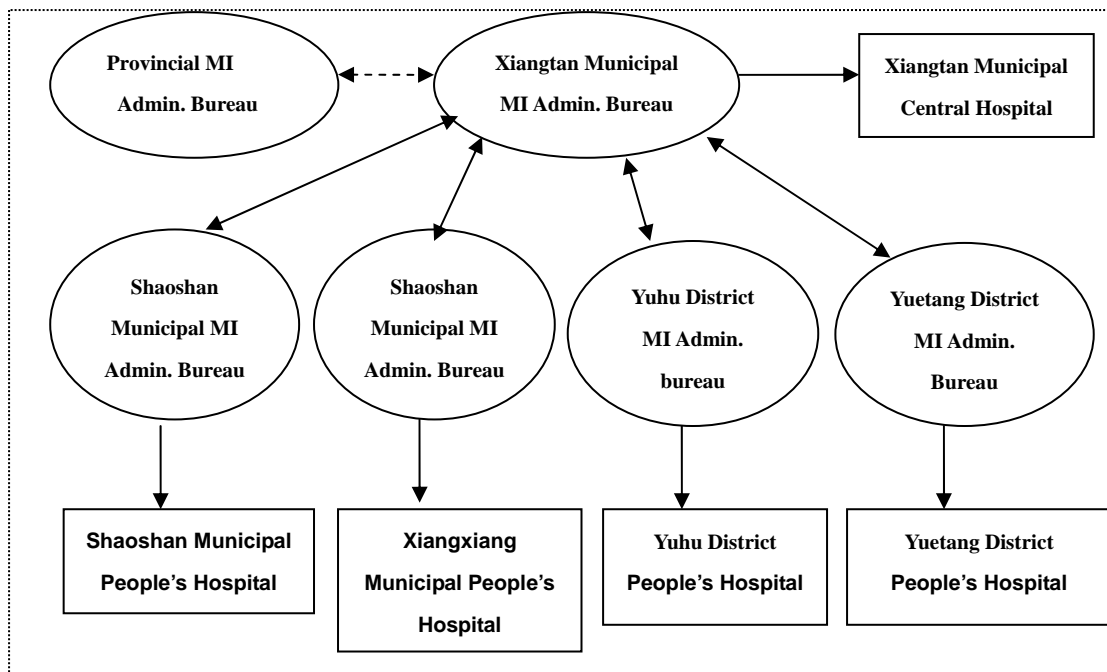 Provincial MI
Admin. Bureau
Xiangtan Municipal
MI Admin. Bureau
Xiangtan Municipal
Central Hospital
Shaoshan
Municipal MI
Admin. Bureau
Shaoshan
Municipal MI
Admin. Bureau
Yuhu District
MI Admin.
bureau
Yuetang District
MI Admin.
Bureau
Shaoshan Municipal
People's Hospital
Xiangxiang
Municipal People's
Hospital
Yuhu District
People's Hospital
Yuetang District
People's Hospital